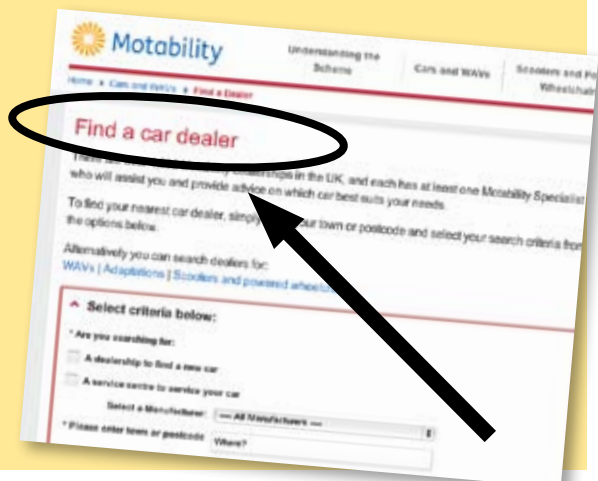 Motability
Understanding the
Scheme
Cars and WAVs
Scooters and Po
Wheelchair
Home Cars and WAVs Find a Dealer
Find a car dealer
in the UK, and each has at least one Motability Specialist
who will assist you and provide advice on which car best suits your needs.
To find your nearest car dealer, simply our town or postcode and select your search criteria from
the options below.
Alternatively you can search dealers for:
WAVs | Adaptations | Scooters and powered wheelc
Select criteria below:
* Are you searching for:
A dealership to find a new car
A service centre to service your car
Select a Manufacturer: --- All Manufacturers ---
* Please enter town or postcode Where?